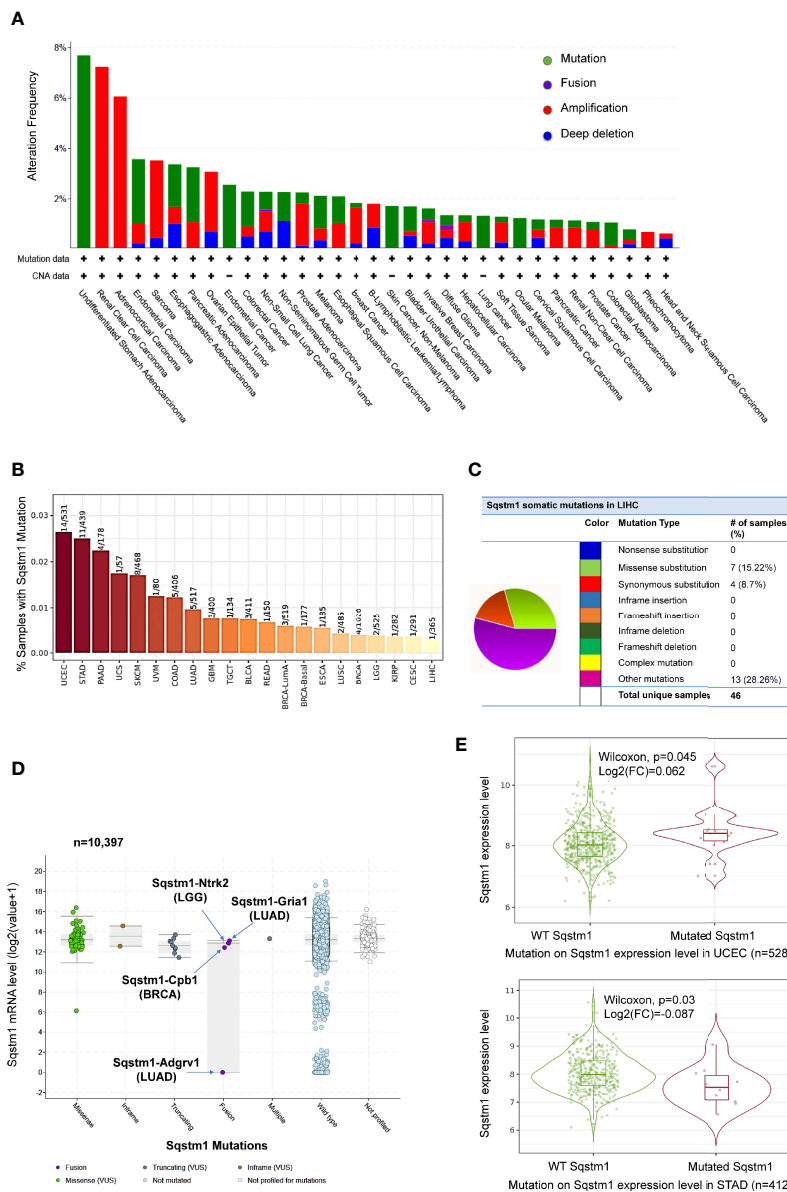 A
8%
6%
4%
2%
Alteration Frequency
Mutation
Fusion
Amplification
Deep deletion
Mutation data
+ + + + + + + + + + + + + + + + + + + + + + + + + + + + + + + + +
CNA data
+ + + + + + + + − + + + + + + + + − + + + + − + + + + + + + + + +
Undifferentiated Stomach Adenocarcinoma
Renal Clear Cell Carcinoma
Adrenocortical Carcinoma
Endometrial Carcinoma
Sarcoma
Esophagogastric Adenocarcinoma
Pancreatic Adenocarcinoma
Ovarian Epithelial Tumor
Endometrial Cancer
Colorectal Cancer
Non-Small Cell Lung Cancer
Non-Seminomatous Germ Cell Tumor
Prostate Adenocarcinoma
Melanoma
Esophageal Squamous Cell Carcinoma
Breast Cancer
B-Lymphoblastic Leukemia/Lymphoma
Skin Cancer, Non-Melanoma
Bladder Urothelial Carcinoma
Invasive Breast Carcinoma
Diffuse Glioma
Hepatocellular Carcinoma
Lung cancer
Soft Tissue Sarcoma
Ocular Melanoma
Cervical Squamous Cell Carcinoma
Pancreatic Cancer
Renal Non-Clear Cell Carcinoma
Prostate Cancer
Colorectal Adenocarcinoma
Glioblastoma
Pheochromocytoma
Head and Neck Squamous Cell Carcinoma
B
% Samples with Sqstm1 Mutation
0.03
0.02
0.01
0.00
14/531
11/439
4/178
1/57
8/468
1/80
5/406
5/517
3/400
1/134
3/411
1/150
3/519
1/177
1/185
2/485
4/1026
2/525
1/282
1/291
1/365
UCEC
STAD
PAAD
UCS
SKCM
UVM
COAD
LUAD
GBM
TGCT
BLCA
READ
BRCA-LumA
BRCA-Basal
ESCA
LUSC
BRCA
LGG
KIRP
CESC
LIHC
C
Sqstm1 somatic mutations in LIHC
Color Mutation Type # of samples
(%)
Nonsense substitution 0
Missense substitution 7 (15.22%)
Synonymous substitution 4 (8.7%)
Inframe insertion 0
Frameshift insertion 0
Inframe deletion 0
Frameshift deletion 0
Complex mutation 0
Other mutations 13 (28.26%)
Total unique samples 46
D
n=10,397
Sqstm1 mRNA level (log2(value+1)
20
18
16
14
12
10
8
6
4
2
0
-2
Sqstm1-Ntrk2
(LGG)
Sqstm1-Gria1
(LUAD)
Sqstm1-Cpb1
(BRCA)
Sqstm1-Adgrv1
(LUAD)
Missense
Inframe
Truncating
Fusion
Multiple
Wild type
Not profiled
Sqstm1 Mutations
Fusion
Truncating (VUS)
Inframe (VUS)
Missense (VUS)
Not mutated
Not profiled for mutations
E
Sqstm1 expression level
10
8
6
Wilcoxon, p=0.045
Log2(FC)=0.062
WT Sqstm1 Mutated Sqstm1
Mutation on Sqstm1 expression level in UCEC (n=528
Sqstm1 expression level
11
10
9
8
7
6
Wilcoxon, p=0.03
Log2(FC)=-0.087
WT Sqstm1 Mutated Sqstm1
Mutation on Sqstm1 expression level in STAD (n=412